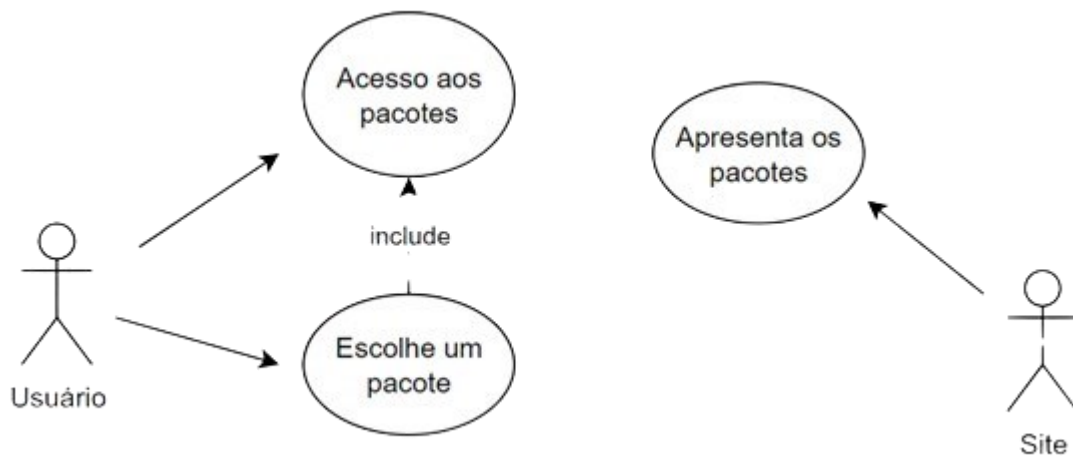 Acesso aos
pacotes
Apresenta os
pacotes
include
Escolhe um
pacote
Usuário
Site